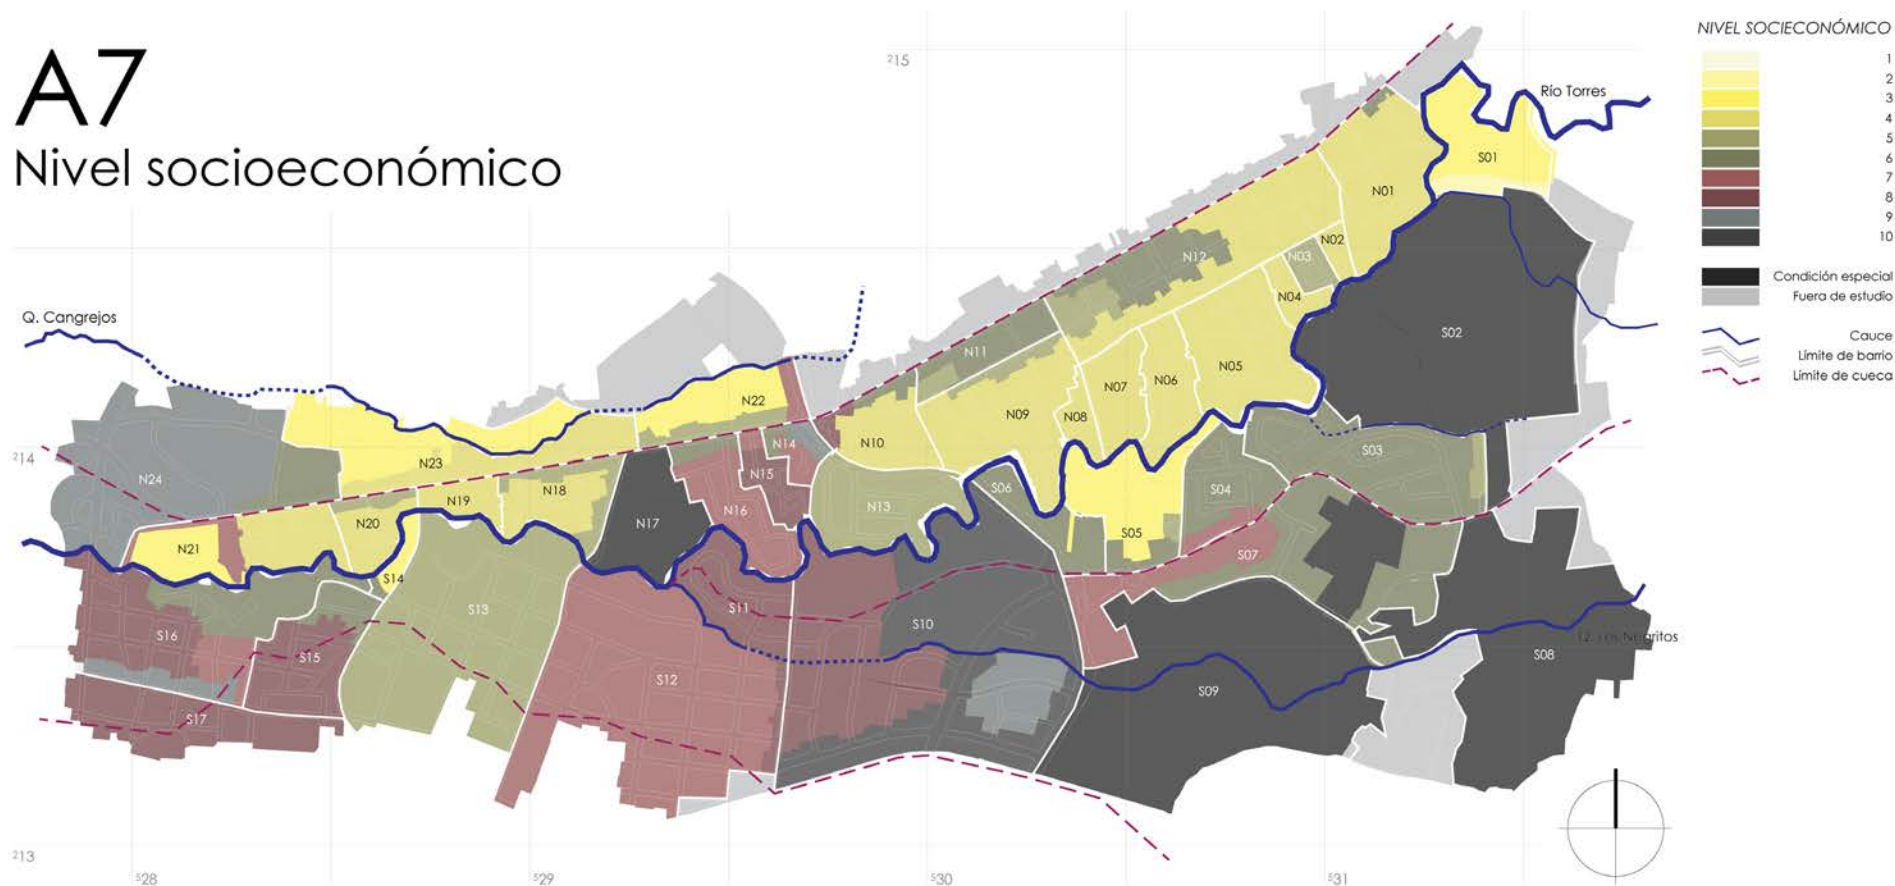 A7
Nivel socioeconómico
²15
NIVEL SOCIECONÓMICO
1
2
3
4
5
6
7
8
9
10
Condición especial
Fuera de estudio
Cauce
Límite de barrio
Limite de cueca
Río Torres
Q. Cangrejos
S01
N01
N02
N12
N03
N04
S02
N11
N05
N06
N07
N08
N09
N22
N10
N14
N23
N15
S03
²14
N24
N19
N18
N20
S06
S04
N13
N16
N17
S05
N21
S07
S14
S13
S11
S10
S16
S15
S08
S12
S09
S17
²13
⁵28
⁵29
⁵30
⁵31